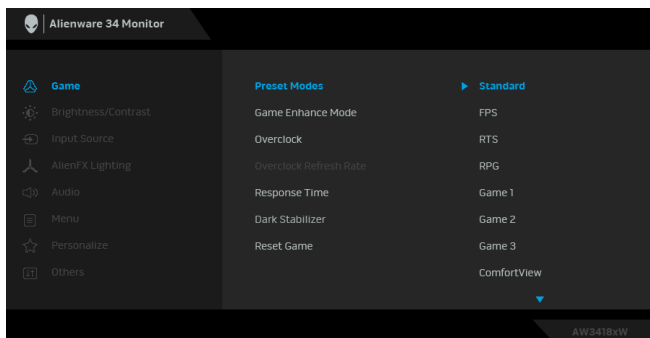 Alienware 34 Monitor
Game
Preset Modes
Standard
Brightness/Contrast
Game Enhance Mode
FPS
Input Source
Overclock
RTS
AlienFX Lighting
Overclock Refresh Rate
RPG
Audio
Response Time
Game 1
Menu
Dark Stabilizer
Game 2
Personalize
Reset Game
Game 3
Others
ComfortView
AW3418xW